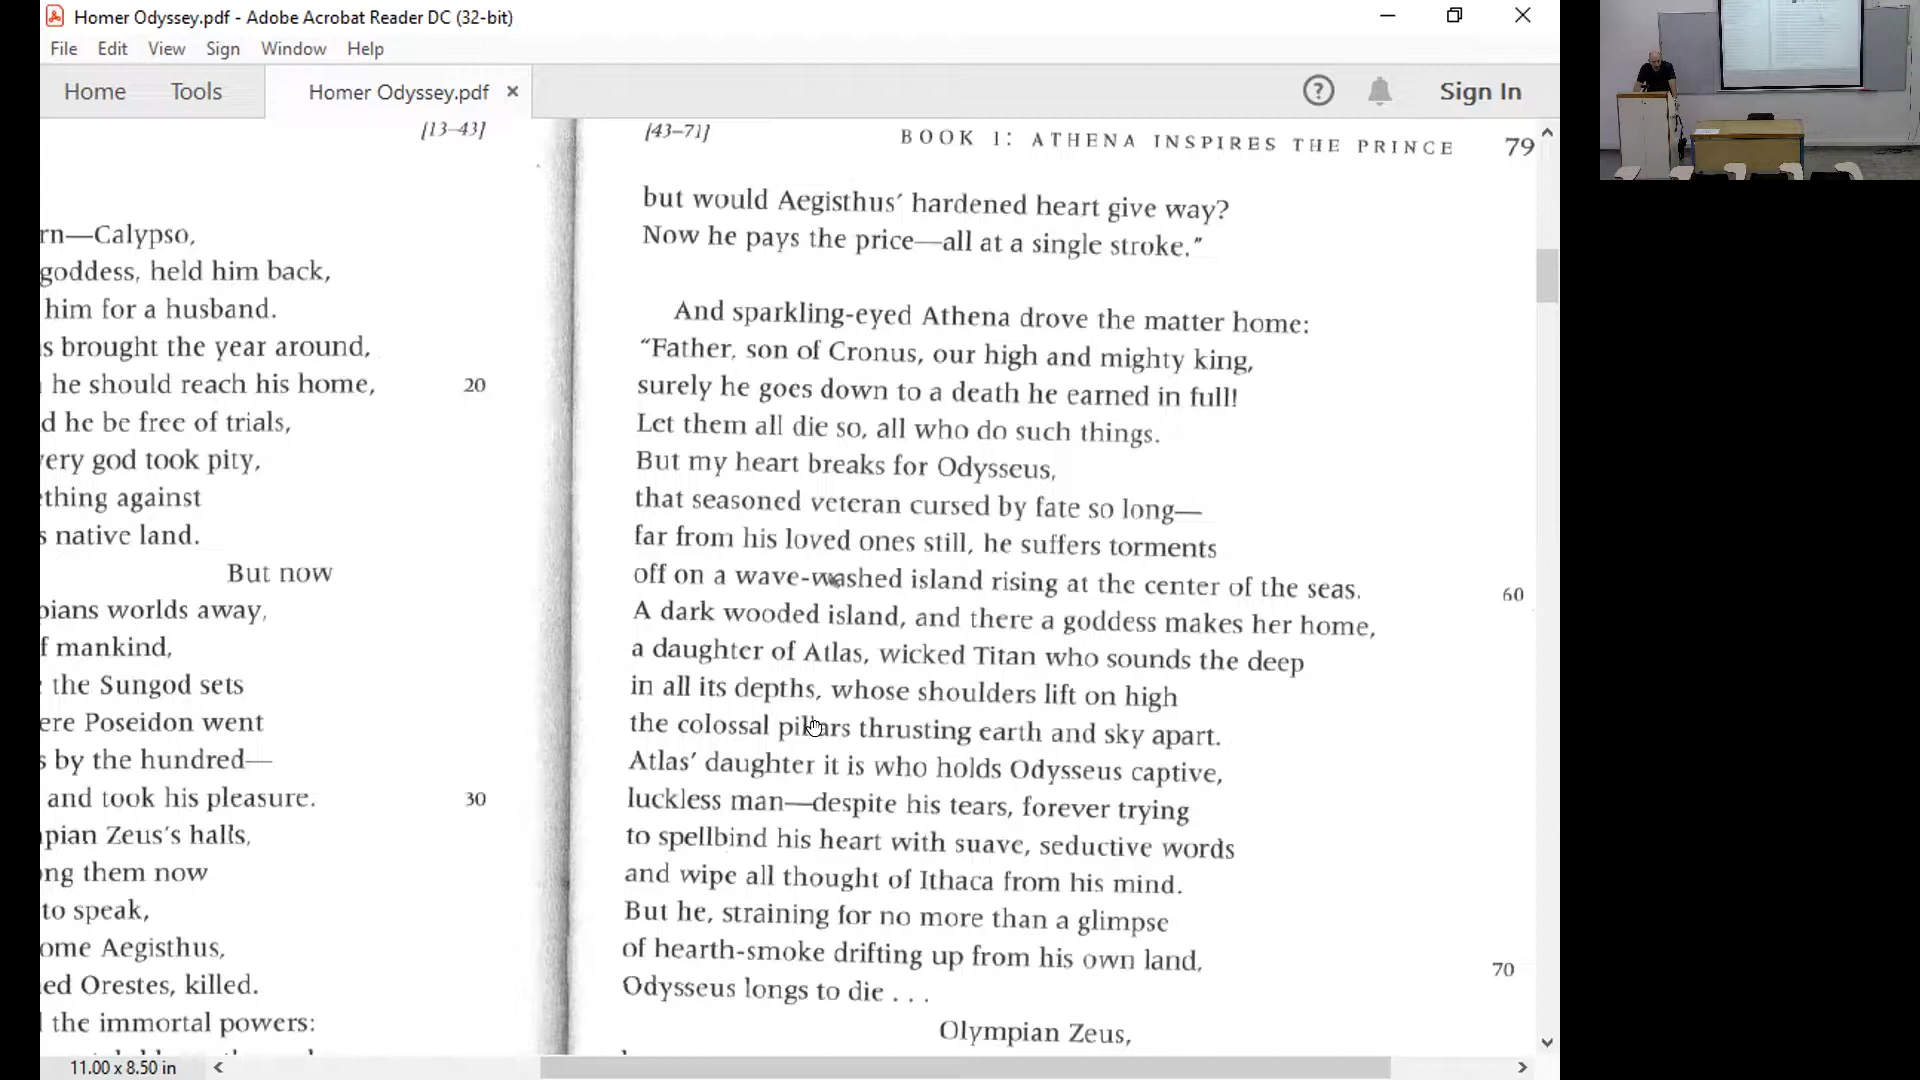 Homer Odyssey.pdf - Adobe Acrobat Reader DC (32-bit)
File Edit View Sign Window Help
Home Tools Homer Odyssey.pdf × ? Sign In
[13–43]
rn—Calypso,
goddess, held him back,
him for a husband.
s brought the year around,
he should reach his home, 20
d he be free of trials,
very god took pity,
thing against
s native land.
But now
pians worlds away,
f mankind,
the Sungod sets
ere Poseidon went
s by the hundred—
and took his pleasure. 30
pian Zeus's halls,
ng them now
to speak,
ome Aegisthus,
ed Orestes, killed.
the immortal powers:
[43–71] BOOK 1: ATHENA INSPIRES THE PRINCE 79
but would Aegisthus' hardened heart give way?
Now he pays the price—all at a single stroke."
And sparkling-eyed Athena drove the matter home:
"Father, son of Cronus, our high and mighty king,
surely he goes down to a death he earned in full!
Let them all die so, all who do such things.
But my heart breaks for Odysseus,
that seasoned veteran cursed by fate so long—
far from his loved ones still, he suffers torments
off on a wave-washed island rising at the center of the seas. 60
A dark wooded island, and there a goddess makes her home,
a daughter of Atlas, wicked Titan who sounds the deep
in all its depths, whose shoulders lift on high
the colossal pillars thrusting earth and sky apart.
Atlas' daughter it is who holds Odysseus captive,
luckless man—despite his tears, forever trying
to spellbind his heart with suave, seductive words
and wipe all thought of Ithaca from his mind.
But he, straining for no more than a glimpse
of hearth-smoke drifting up from his own land, 70
Odysseus longs to die . . .
Olympian Zeus,
11.00 x 8.50 in